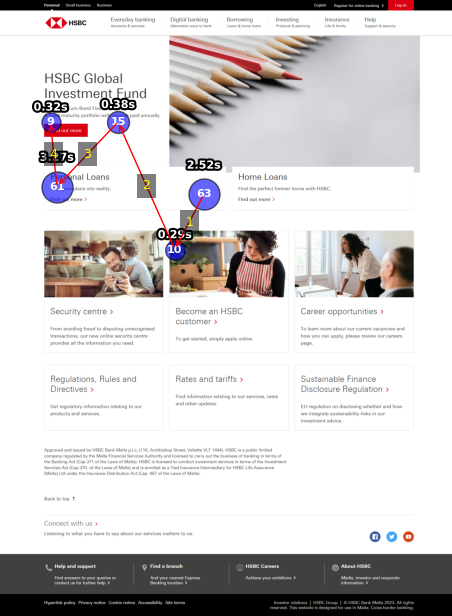 Personal Small business Business
English Register for online banking Log on
HSBC
Everyday banking
Accounts & services
Digital banking
Alternative ways to bank
Borrowing
Loans & home loans
Investing
Products & planning
Insurance
Life & family
Help
Support & security
HSBC Global
Investment Fund
maturity portfolio paid annually
out more
0.32s
9
0.38s
15
4
3
61
2
2.52s
63
1
0.29s
10
Loans
into reality.
Find out more
Home Loans
Find the perfect forever home with HSBC.
Find out more
Security centre
From avoiding fraud to disputing unrecognised
transactions, our new online security centre
provides all the information you need.
Become an HSBC
customer
To get started, simply apply online.
Career opportunities
To learn more about our current vacancies and
how you can apply, please review our careers
page.
Regulations, Rules and
Directives
Get regulatory information relating to our
products and services.
Rates and tariffs
Find information relating to our services, rates
and other updates.
Sustainable Finance
Disclosure Regulation
EU regulation on disclosing whether and how
we integrate sustainability risks in our
investment advice.
Approved and issued by HSBC Bank Malta p.l.c. (116, Archbishop Street, Valletta VLT 1444). HSBC is a public limited
company regulated by the Malta Financial Services Authority and licensed to carry out the business of banking in terms of
the Banking Act (Cap.371 of the Laws of Malta). HSBC is licensed to conduct investment services in terms of the Investment
Services Act (Cap.370. of the Laws of Malta) and is enrolled as a Tied Insurance Intermediary for HSBC Life Assurance
(Malta) Ltd under the Insurance Distribution Act (Cap. 487 of the Laws of Malta).
Back to top
Connect with us
Listening to what you have to say about our services matters to us.
Help and support
Find answers to your queries or
contact us for further help
Find a branch
Find your nearest Express
Banking location
HSBC Careers
Achieve your ambitions
About HSBC
Media, investor and corporate
information
Hyperlink policy Privacy notice Cookie notice Accessibility Site terms
Investor relations | HSBC Group | © HSBC Bank Malta 2021. All rights
reserved. This website is designed for use in Malta. Cross-border banking.